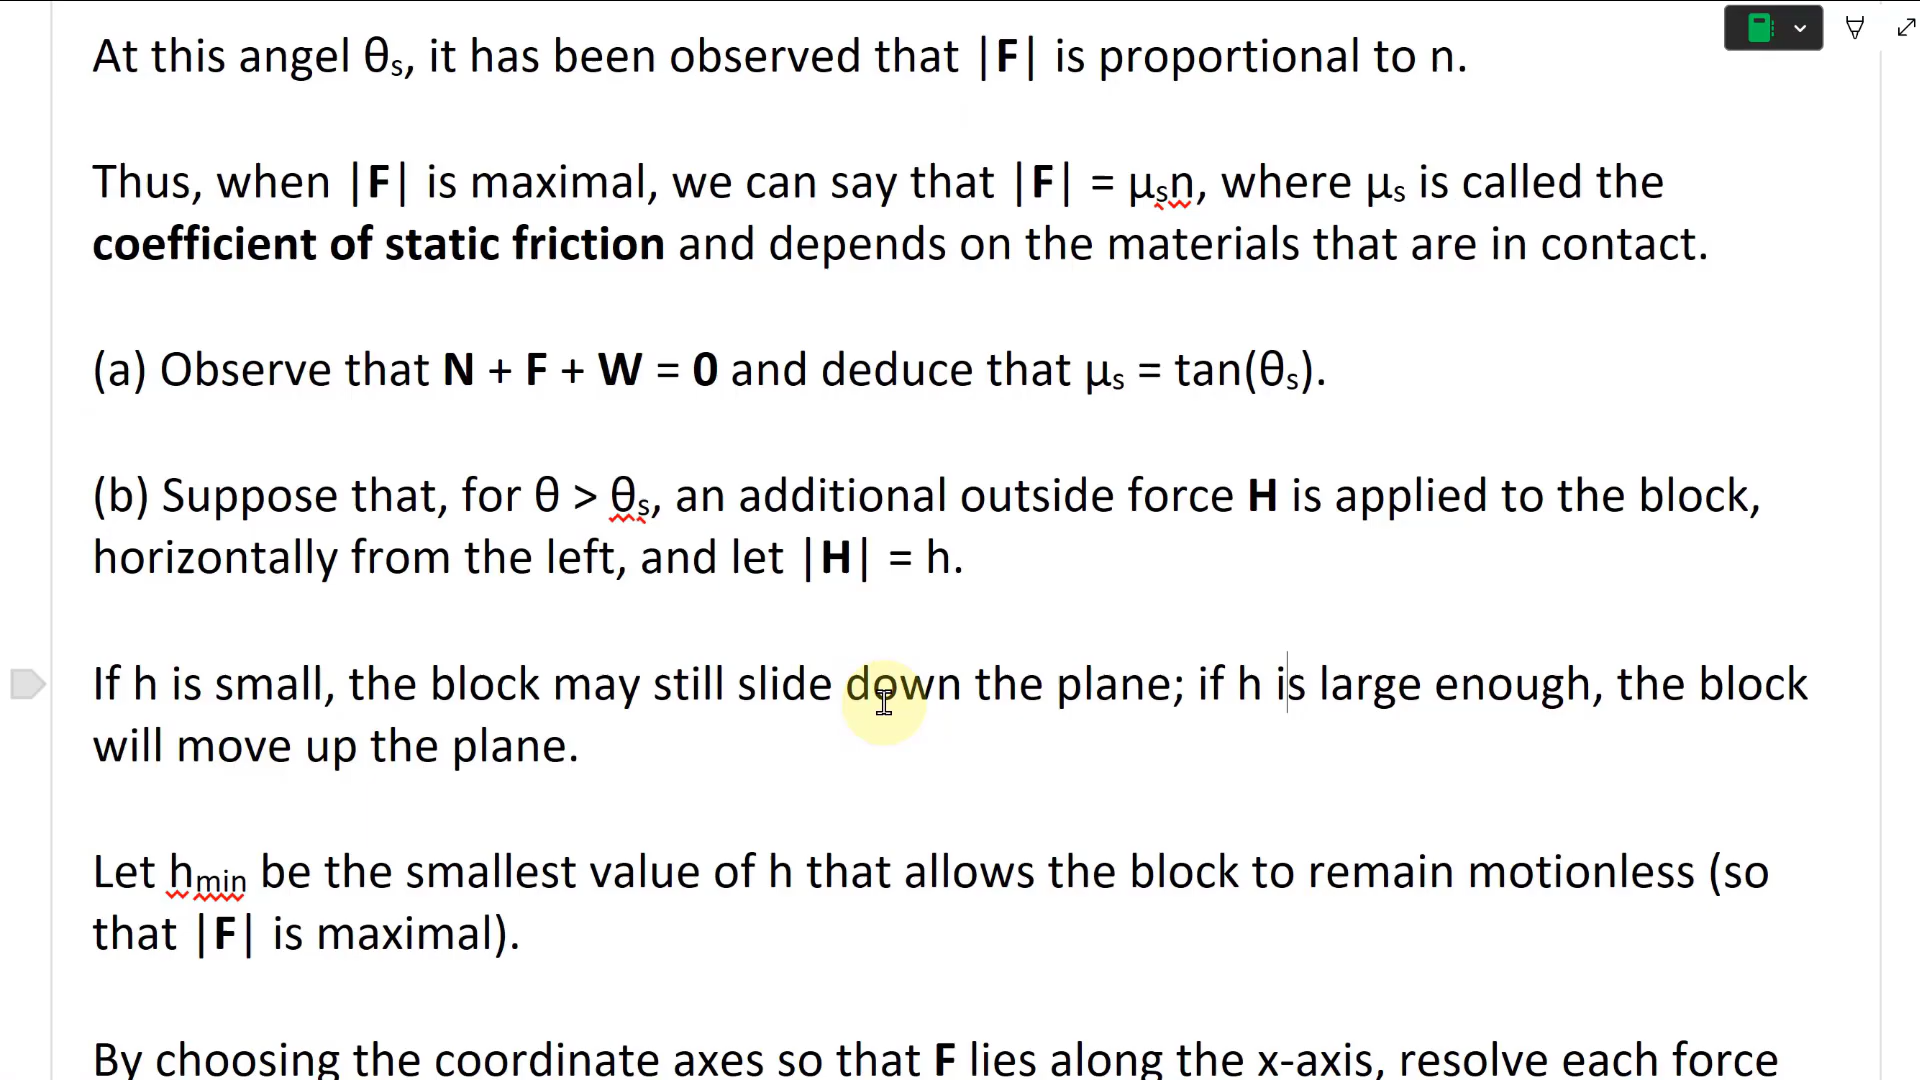 At this angel θₛ, it has been observed that |F| is proportional to n.
Thus, when |F| is maximal, we can say that |F| = μₛn, where μₛ is called the
coefficient of static friction and depends on the materials that are in contact.
(a) Observe that N + F + W = 0 and deduce that μₛ = tan(θₛ).
(b) Suppose that, for θ > θₛ, an additional outside force H is applied to the block,
horizontally from the left, and let |H| = h.
If h is small, the block may still slide down the plane; if h is large enough, the block
will move up the plane.
Let hmin be the smallest value of h that allows the block to remain motionless (so
that |F| is maximal).
By choosing the coordinate axes so that F lies along the x-axis, resolve each force